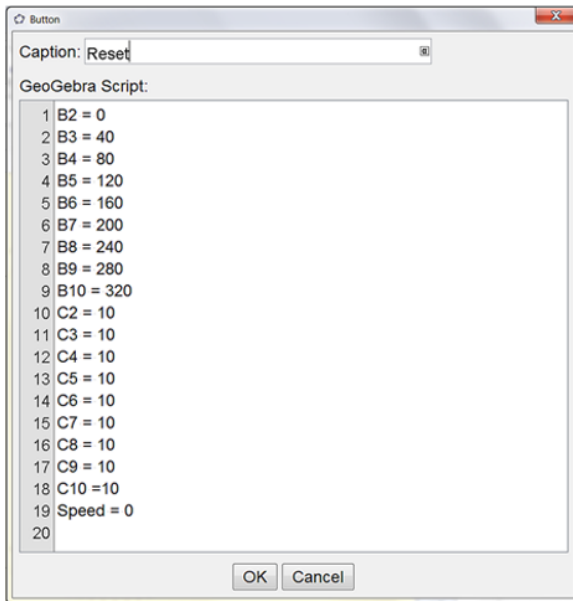 Button
Caption: Reset
GeoGebra Script:
1 B2 = 0
2 B3 = 40
3 B4 = 80
4 B5 = 120
5 B6 = 160
6 B7 = 200
7 B8 = 240
8 B9 = 280
9 B10 = 320
10 C2 = 10
11 C3 = 10
12 C4 = 10
13 C5 = 10
14 C6 = 10
15 C7 = 10
16 C8 = 10
17 C9 = 10
18 C10 =10
19 Speed = 0
20
OK Cancel